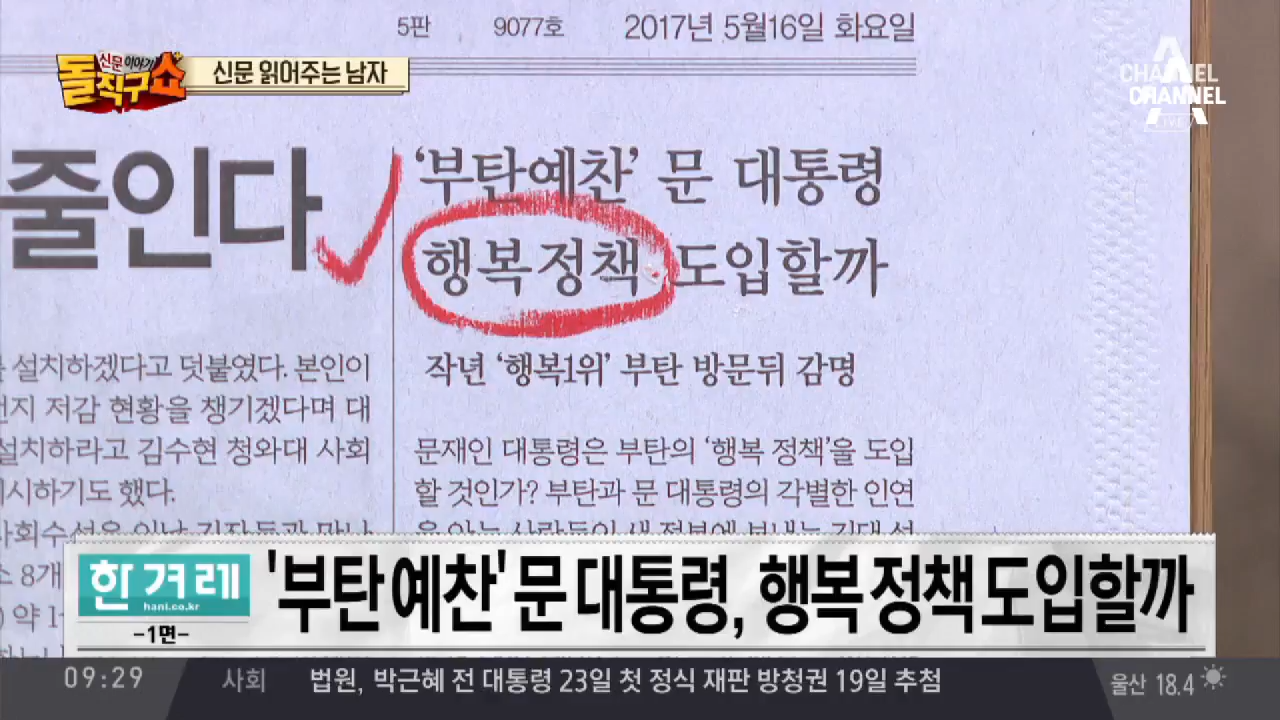 5판 9077호 2017년 5월16일 화요일
신문이야기
돌직구쇼
신문 읽어주는 남자
CHANNEL
CHANNEL
LIVE
줄인다
‘부탄예찬’ 문 대통령
행복정책 도입할까
작년 ‘행복1위’ 부탄 방문뒤 감명
설치하겠다고 덧붙였다. 본인이
저감 현황을 챙기겠다며 대
설치하라고 김수현 청와대 사회
시하기도 했다.
문재인 대통령은 부탄의 ‘행복 정책’을 도입
할 것인가? 부탄과 문 대통령의 각별한 인연
한겨레
hani.co.kr
-1면-
'부탄 예찬' 문 대통령, 행복 정책 도입할까
09:29 사회 법원, 박근혜 전 대통령 23일 첫 정식 재판 방청권 19일 추첨
울산 18.4